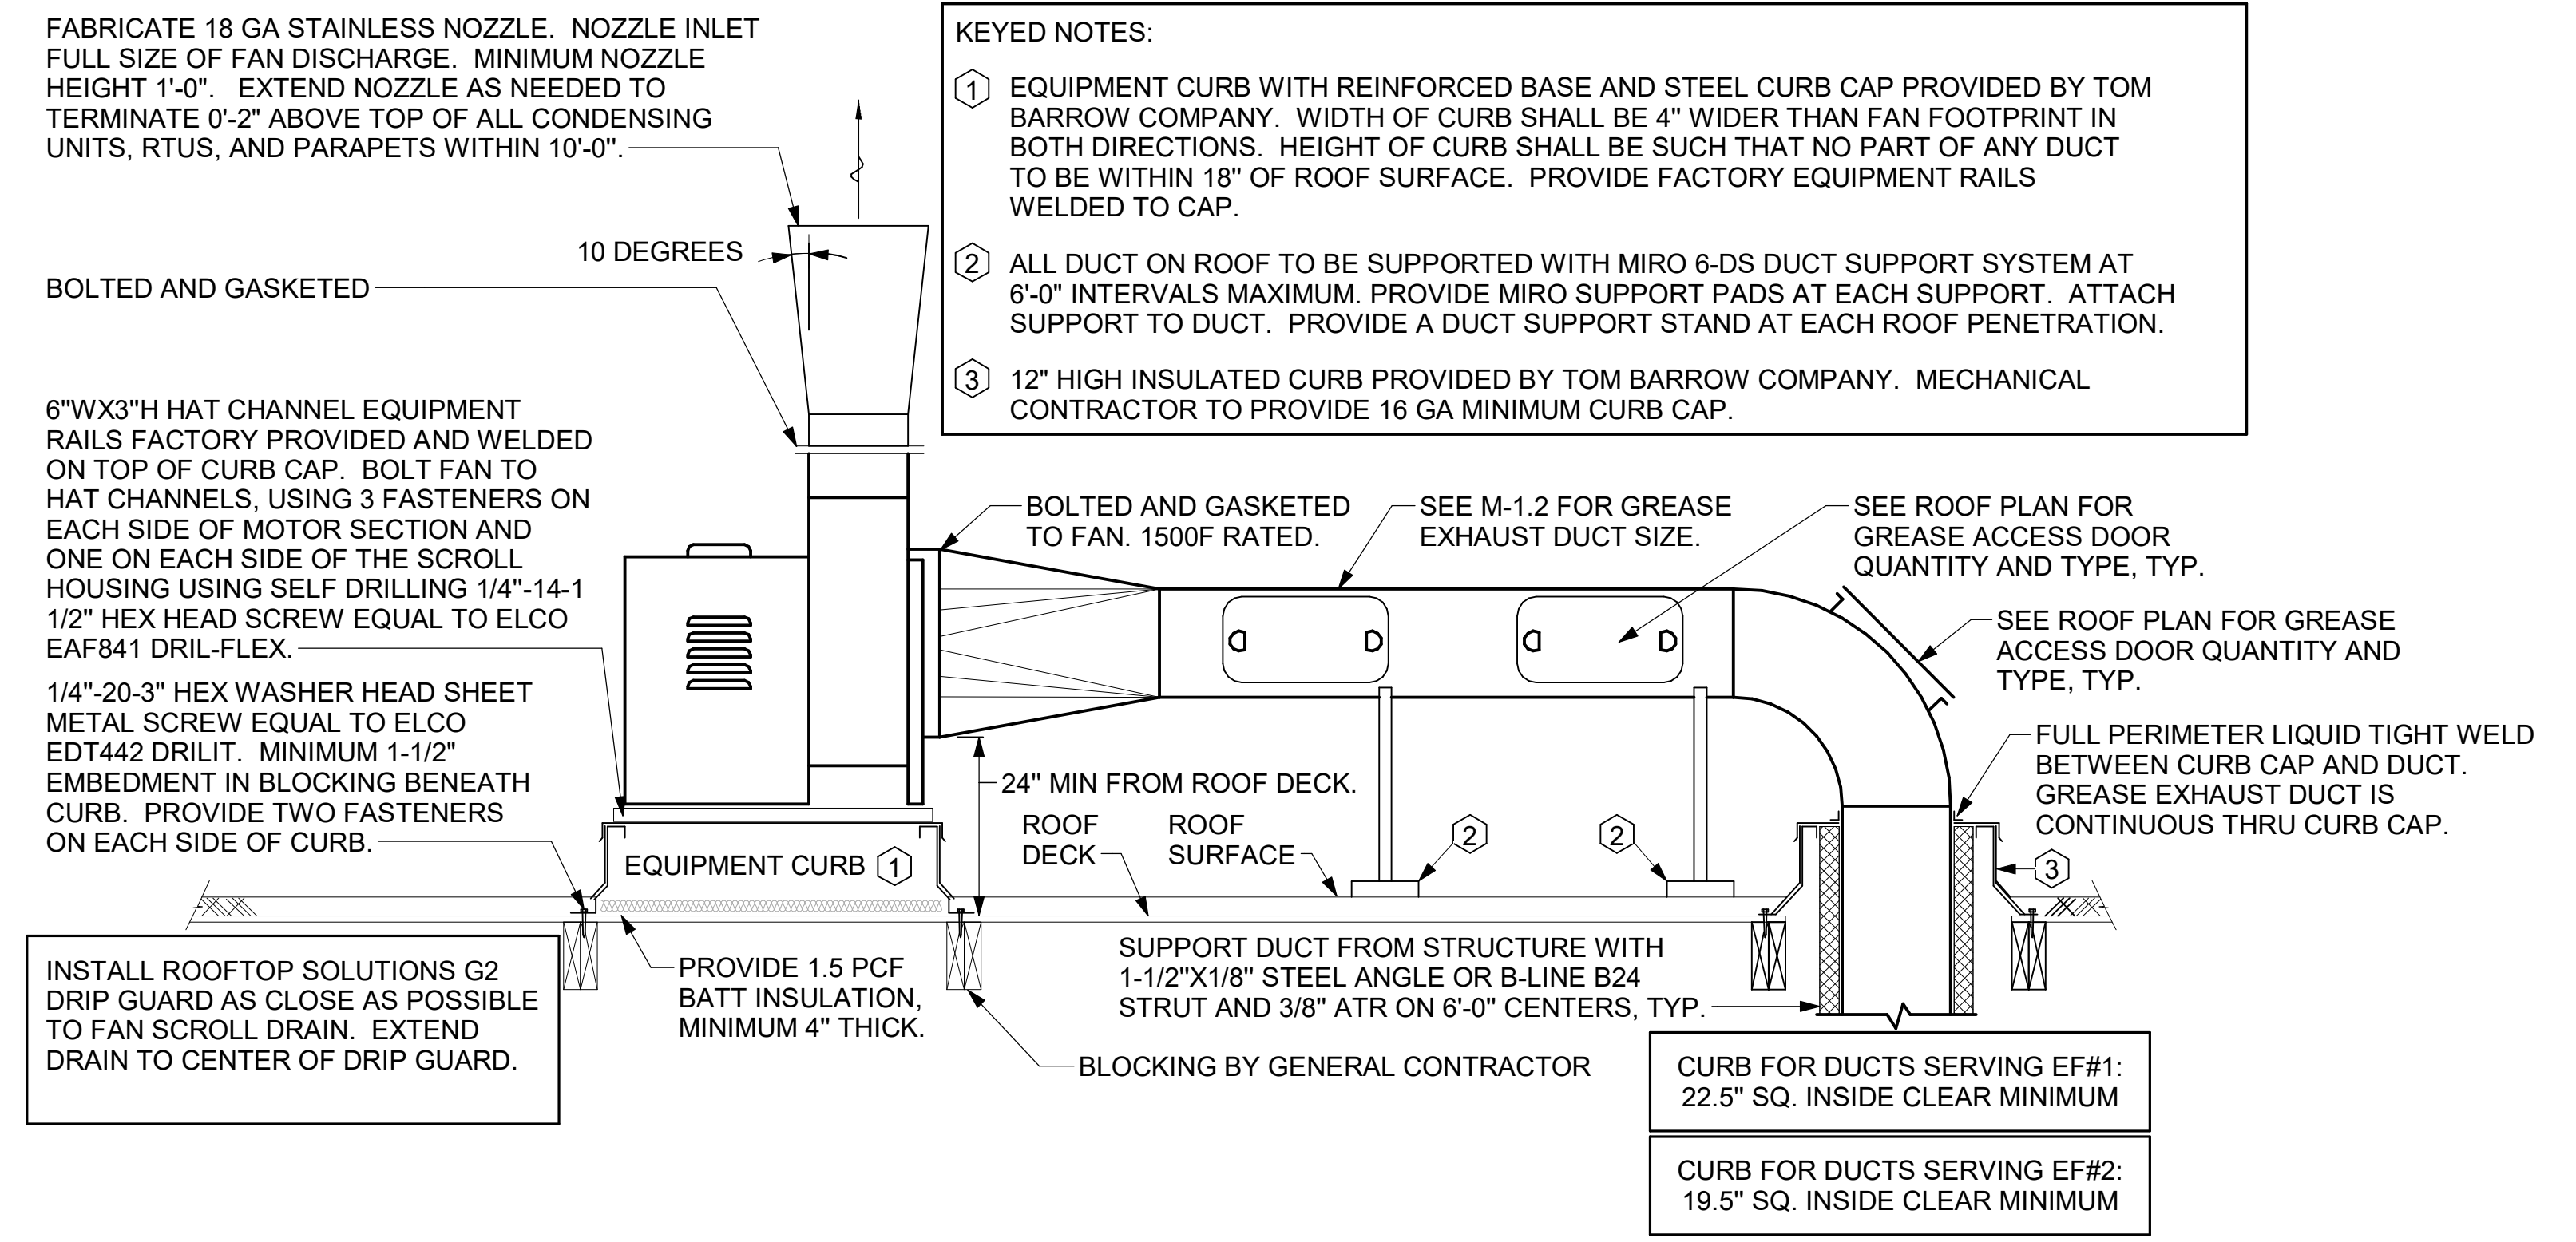 FABRICATE 18 GA STAINLESS NOZZLE.  NOZZLE INLET
FULL SIZE OF FAN DISCHARGE.  MINIMUM NOZZLE
HEIGHT 1'-0".   EXTEND NOZZLE AS NEEDED TO
TERMINATE 0'-2" ABOVE TOP OF ALL CONDENSING
UNITS, RTUS, AND PARAPETS WITHIN 10'-0".
10 DEGREES
BOLTED AND GASKETED
6"WX3"H HAT CHANNEL EQUIPMENT
RAILS FACTORY PROVIDED AND WELDED
ON TOP OF CURB CAP.  BOLT FAN TO
HAT CHANNELS, USING 3 FASTENERS ON
EACH SIDE OF MOTOR SECTION AND
ONE ON EACH SIDE OF THE SCROLL
HOUSING USING SELF DRILLING 1/4"-14-1
1/2" HEX HEAD SCREW EQUAL TO ELCO
EAF841 DRIL-FLEX.
1/4"-20-3" HEX WASHER HEAD SHEET
METAL SCREW EQUAL TO ELCO
EDT442 DRILIT.  MINIMUM 1-1/2"
EMBEDMENT IN BLOCKING BENEATH
CURB.  PROVIDE TWO FASTENERS
ON EACH SIDE OF CURB.
INSTALL ROOFTOP SOLUTIONS G2
DRIP GUARD AS CLOSE AS POSSIBLE
TO FAN SCROLL DRAIN.  EXTEND
DRAIN TO CENTER OF DRIP GUARD.
KEYED NOTES:
1 EQUIPMENT CURB WITH REINFORCED BASE AND STEEL CURB CAP PROVIDED BY TOM
BARROW COMPANY.  WIDTH OF CURB SHALL BE 4" WIDER THAN FAN FOOTPRINT IN
BOTH DIRECTIONS.  HEIGHT OF CURB SHALL BE SUCH THAT NO PART OF ANY DUCT
TO BE WITHIN 18" OF ROOF SURFACE.  PROVIDE FACTORY EQUIPMENT RAILS
WELDED TO CAP.
2 ALL DUCT ON ROOF TO BE SUPPORTED WITH MIRO 6-DS DUCT SUPPORT SYSTEM AT
6'-0" INTERVALS MAXIMUM. PROVIDE MIRO SUPPORT PADS AT EACH SUPPORT.  ATTACH
SUPPORT TO DUCT.  PROVIDE A DUCT SUPPORT STAND AT EACH ROOF PENETRATION.
3 12" HIGH INSULATED CURB PROVIDED BY TOM BARROW COMPANY.  MECHANICAL
CONTRACTOR TO PROVIDE 16 GA MINIMUM CURB CAP.
BOLTED AND GASKETED
TO FAN. 1500F RATED.
SEE M-1.2 FOR GREASE
EXHAUST DUCT SIZE.
SEE ROOF PLAN FOR
GREASE ACCESS DOOR
QUANTITY AND TYPE, TYP.
SEE ROOF PLAN FOR GREASE
ACCESS DOOR QUANTITY AND
TYPE, TYP.
FULL PERIMETER LIQUID TIGHT WELD
BETWEEN CURB CAP AND DUCT.
GREASE EXHAUST DUCT IS
CONTINUOUS THRU CURB CAP.
24" MIN FROM ROOF DECK.
ROOF
DECK
ROOF
SURFACE
2
2
EQUIPMENT CURB 1
3
PROVIDE 1.5 PCF
BATT INSULATION,
MINIMUM 4" THICK.
SUPPORT DUCT FROM STRUCTURE WITH
1-1/2"X1/8" STEEL ANGLE OR B-LINE B24
STRUT AND 3/8" ATR ON 6'-0" CENTERS, TYP.
BLOCKING BY GENERAL CONTRACTOR
CURB FOR DUCTS SERVING EF#1:
22.5" SQ. INSIDE CLEAR MINIMUM
CURB FOR DUCTS SERVING EF#2:
19.5" SQ. INSIDE CLEAR MINIMUM